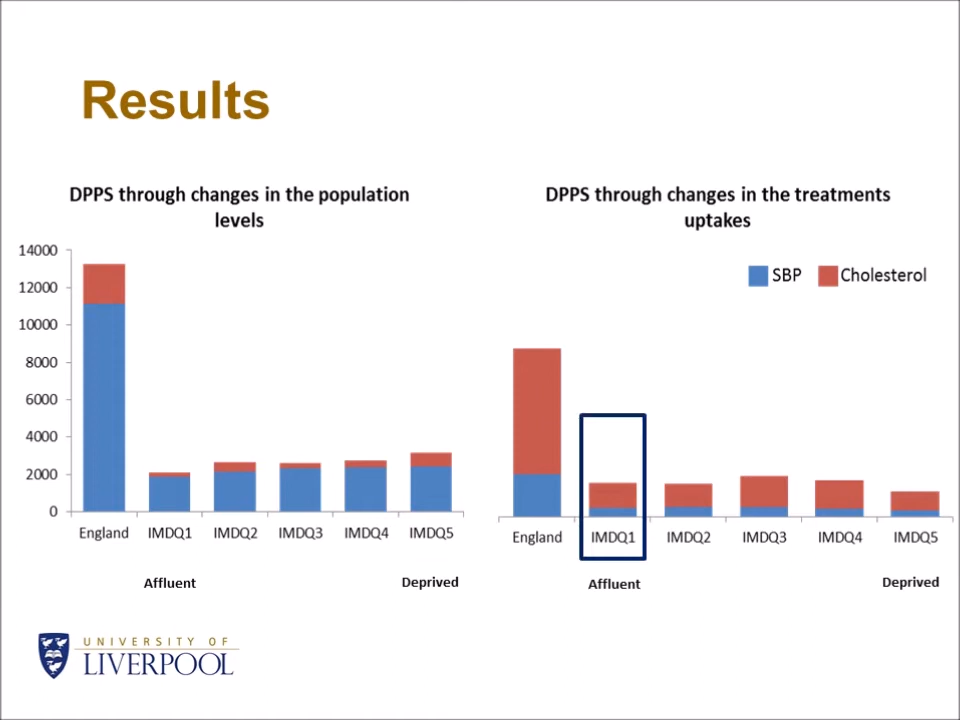 Results
DPPS through changes in the population
levels
14000
12000
10000
8000
6000
4000
2000
0
England IMDQ1 IMDQ2 IMDQ3 IMDQ4 IMDQ5
Affluent Deprived
DPPS through changes in the treatments
uptakes
SBP Cholesterol
England IMDQ1 IMDQ2 IMDQ3 IMDQ4 IMDQ5
Affluent Deprived
UNIVERSITY OF
LIVERPOOL